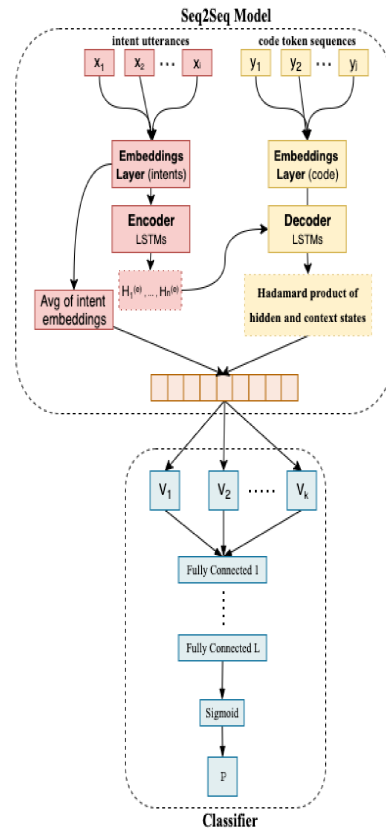 Seq2Seq Model
intent utterances
code token sequences
x1 x2 ... xi
y1 y2 ... yj
Embeddings
Layer (intents)
Embeddings
Layer (code)
Encoder
LSTMs
Decoder
LSTMs
H1(e), ..., Hn(e)
Avg of intent
embeddings
Hadamard product of
hidden and context states
V1 V2 ..... Vk
Fully Connected 1
Fully Connected L
Sigmoid
P
Classifier